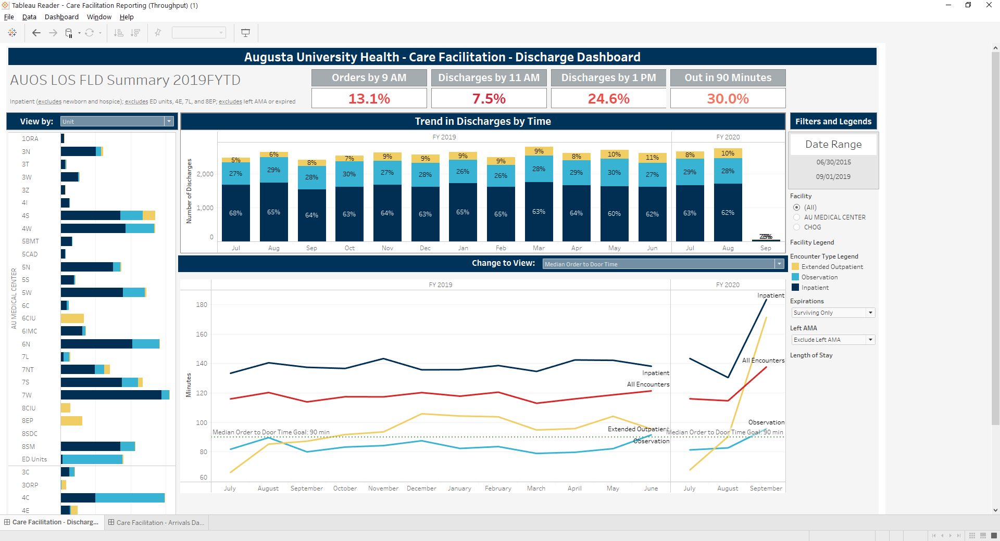 Tableau Reader - Care Facilitation Reporting (Throughput) (1)
File Data Dashboard Window Help
Augusta University Health - Care Facilitation - Discharge Dashboard
AUOS LOS FLD Summary 2019FYTD
Inpatient (excludes newborn and hospice); excludes ED units, 4E, 7L, and 8EP; excludes left AMA or expired
Orders by 9 AM
13.1%
Discharges by 11 AM
7.5%
Discharges by 1 PM
24.6%
Out in 90 Minutes
30.0%
View by: Unit
AU MEDICAL CENTER
1ORA
3N
3T
3W
3Z
4I
4S
4W
5BMT
5CAD
5N
5S
5W
6C
6CIU
6IMC
6N
7L
7NT
7S
7W
8CIU
8EP
8SDC
8SM
ED Units
3C
3ORP
4C
4E
Trend in Discharges by Time
FY 2019 FY 2020
Number of Discharges
2,000
1,000
0
5% 6% 8% 7% 9% 9% 9% 9% 9% 8% 10% 11% 8% 10%
27% 29% 28% 30% 27% 28% 26% 26% 28% 29% 30% 27% 29% 28%
68% 65% 64% 63% 64% 63% 65% 65% 63% 64% 60% 62% 63% 62%
Jul Aug Sep Oct Nov Dec Jan Feb Mar Apr May Jun Jul Aug Sep
Change to View: Median Order to Door Time
FY 2019 FY 2020
Minutes
180
160
140
120
100
80
60
Inpatient
All Encounters
Extended Outpatient
Observation
Median Order to Door Time Goal: 90 min
Inpatient
All Encounters
Observation
Median Order to Door Time Goal: 90 min
July August September October November December January February March April May June July August September
Filters and Legends
Date Range
06/30/2015
09/01/2019
Facility
(All)
AU MEDICAL CENTER
CHOG
Facility Legend
Encounter Type Legend
Extended Outpatient
Observation
Inpatient
Expirations
Surviving Only
Left AMA
Exclude Left AMA
Length of Stay
Care Facilitation - Discharg...
Care Facilitation - Arrivals Da...